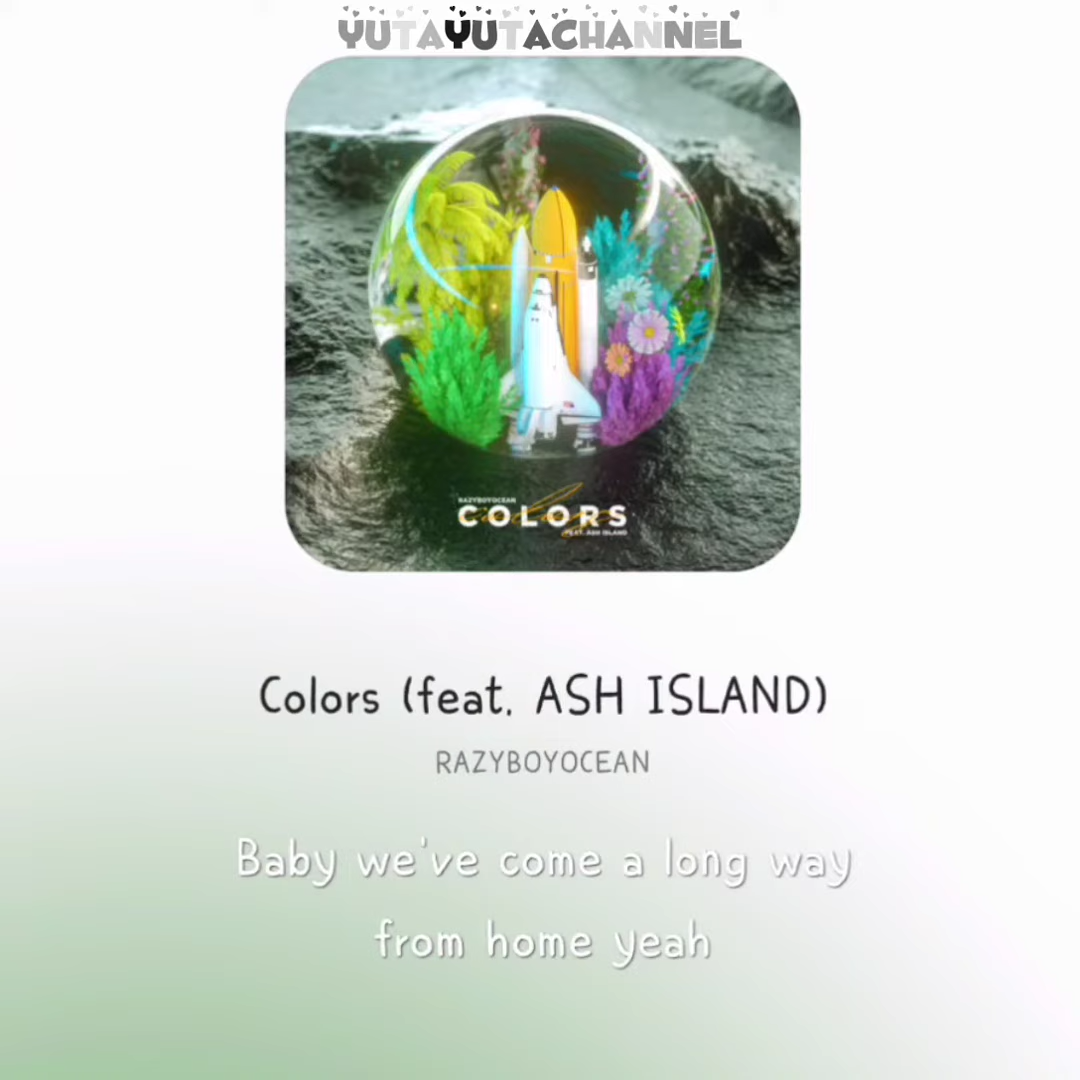 YUTAYUTACHANNEL
RAZYBOYOCEAN
COLORS
FEAT. ASH ISLAND
Colors (feat. ASH ISLAND)
RAZYBOYOCEAN
Baby we've come a long way
from home yeah